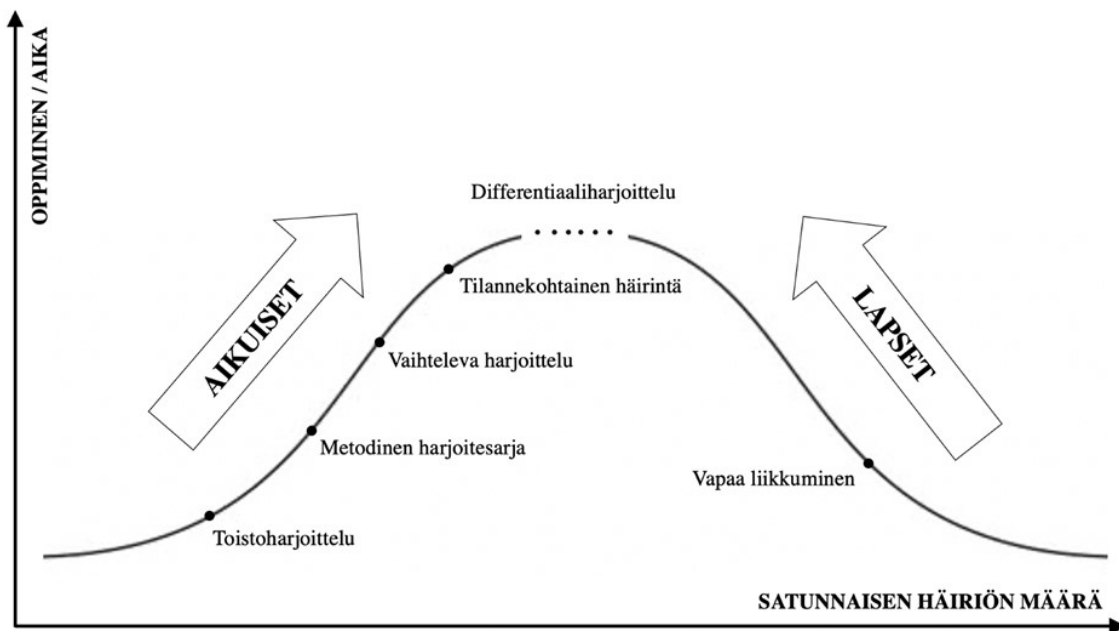 OPPIMINEN / AIKA
Differentiaaliharjoittelu
Tilannekohtainen häirintä
AIKUISET
LAPSET
Vaihteleva harjoittelu
Metodinen harjoitesarja
Vapaa liikkuminen
Toistoharjoittelu
SATUNNAISEN HÄIRIÖN MÄÄRÄ